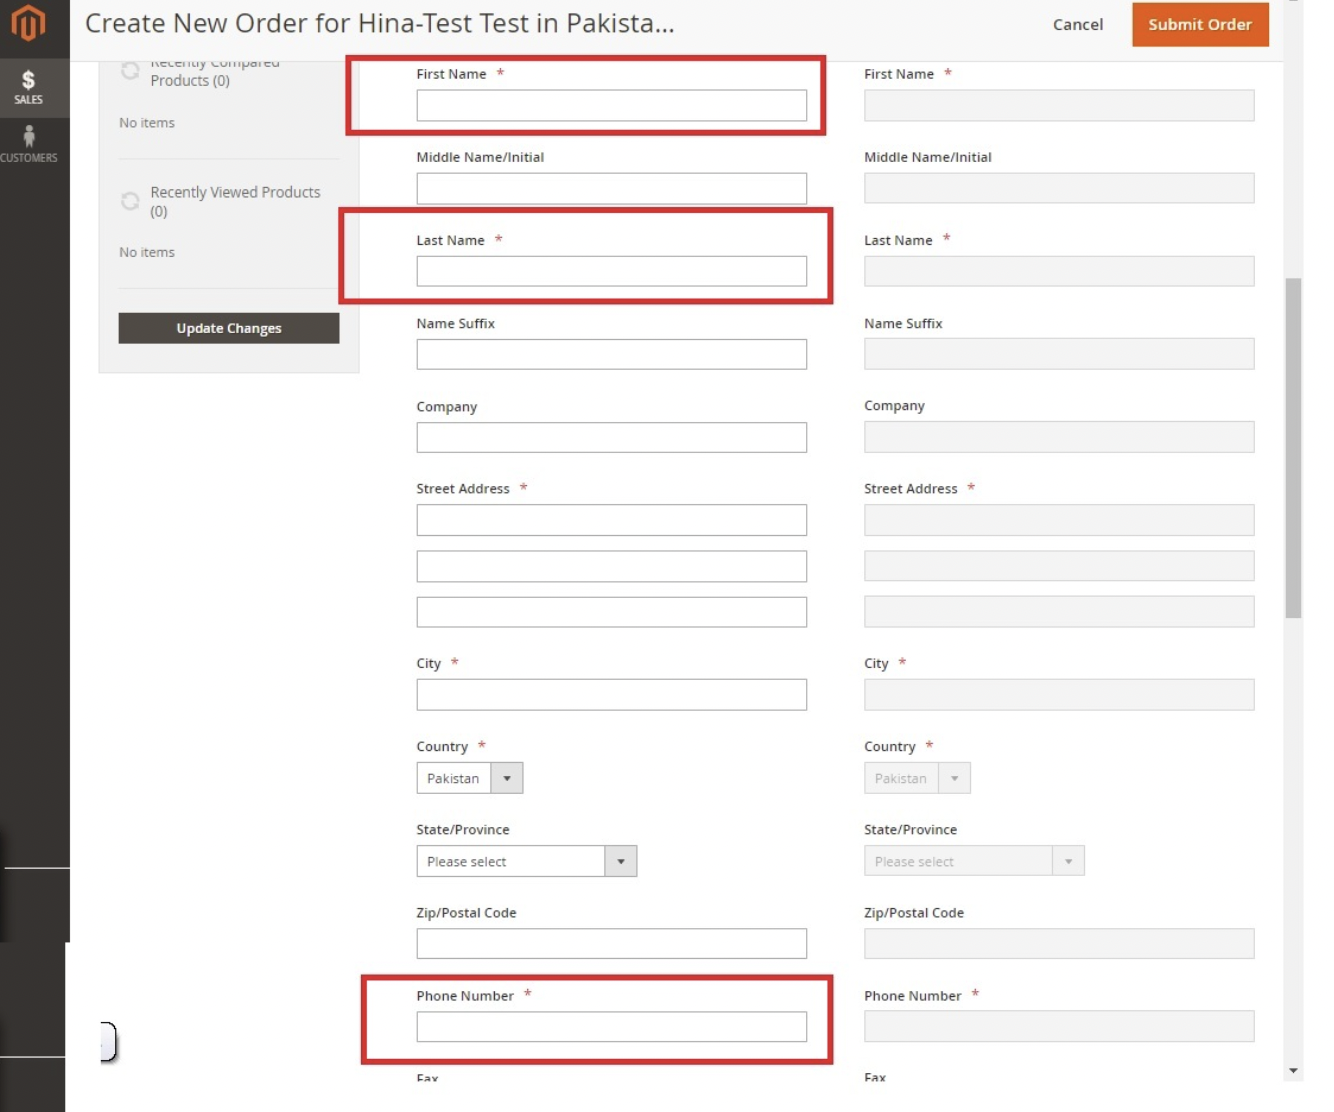 Create New Order for Hina-Test Test in Pakista...
Cancel
Submit Order
$
SALES
CUSTOMERS
Recently Compared
Products (0)
No items
Recently Viewed Products
(0)
No items
Update Changes
First Name *
Middle Name/Initial
Last Name *
Name Suffix
Company
Street Address *
City *
Country *
Pakistan
State/Province
Please select
Zip/Postal Code
Phone Number *
Fax
First Name *
Middle Name/Initial
Last Name *
Name Suffix
Company
Street Address *
City *
Country *
Pakistan
State/Province
Please select
Zip/Postal Code
Phone Number *
Fax